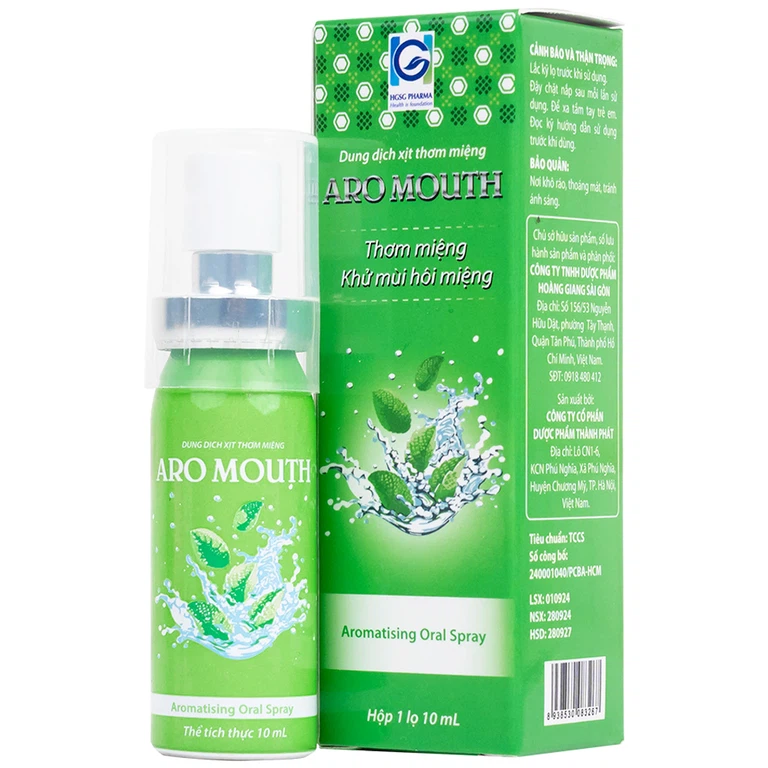 HGSG PHARMA
Health is foundation
Dung dịch xịt thơm miệng
ARO MOUTH
Thơm miệng
Khử mùi hôi miệng
Aromatising Oral Spray
Hộp 1 lọ 10 mL
DUNG DỊCH XỊT THƠM MIỆNG
ARO MOUTH
Aromatising Oral Spray
Thể tích thực 10 mL
CẢNH BÁO VÀ THẬN TRỌNG:
Lắc kỹ lọ trước khi sử dụng.
Đậy chặt nắp sau mỗi lần sử
dụng. Để xa tầm tay trẻ em.
Đọc kỹ hướng dẫn sử dụng
trước khi dùng.
BẢO QUẢN:
Nơi khô ráo, thoáng mát, tránh
ánh sáng.
Chủ sở hữu sản phẩm, số lưu
hành sản phẩm và phân phối:
CÔNG TY TNHH DƯỢC PHẨM
HOÀNG GIANG SÀI GÒN
Địa chỉ: Số 156/53 Nguyễn
Hữu Dật, phường Tây Thạnh,
Quận Tân Phú, Thành phố Hồ
Chí Minh, Việt Nam.
SĐT: 0918 480 412
Sản xuất bởi:
CÔNG TY CỔ PHẦN
DƯỢC PHẨM THÀNH PHÁT
Địa chỉ: Lô CN1-6,
KCN Phú Nghĩa, Xã Phú Nghĩa,
Huyện Chương Mỹ, TP. Hà Nội,
Việt Nam.
Tiêu chuẩn: TCCS
Số công bố:
240001040/PCBA-HCM
LSX: 010924
NSX: 280924
HSD: 280927
8 938530 083267